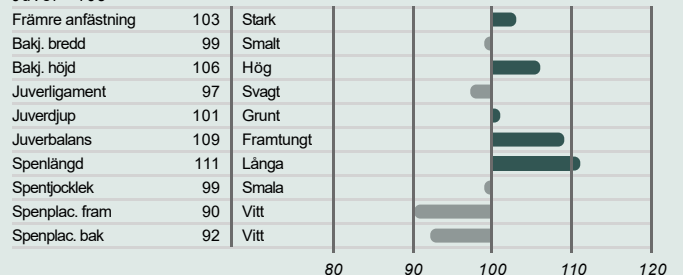 Främre anfästning 103 Stark
Bakj. bredd 99 Smalt
Bakj. höjd 106 Hög
Juverligament 97 Svagt
Juverdjup 101 Grunt
Juverbalans 109 Framtungt
Spenlängd 111 Långa
Spentjocklek 99 Smala
Spenplac. fram 90 Vitt
Spenplac. bak 92 Vitt
80 90 100 110 120